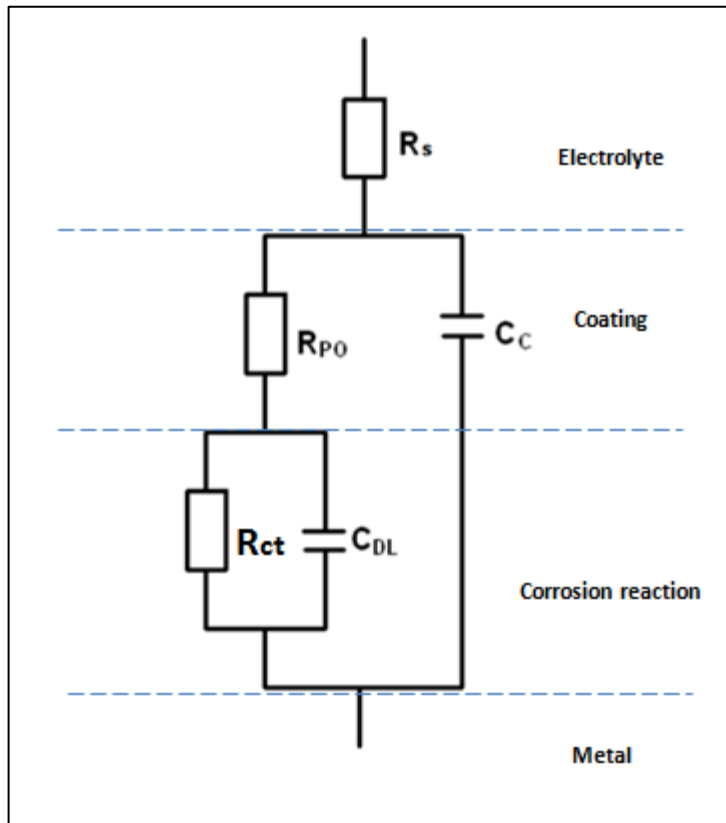 Rs
Electrolyte
RPO
CC
Coating
Rct
CDL
Corrosion reaction
Metal